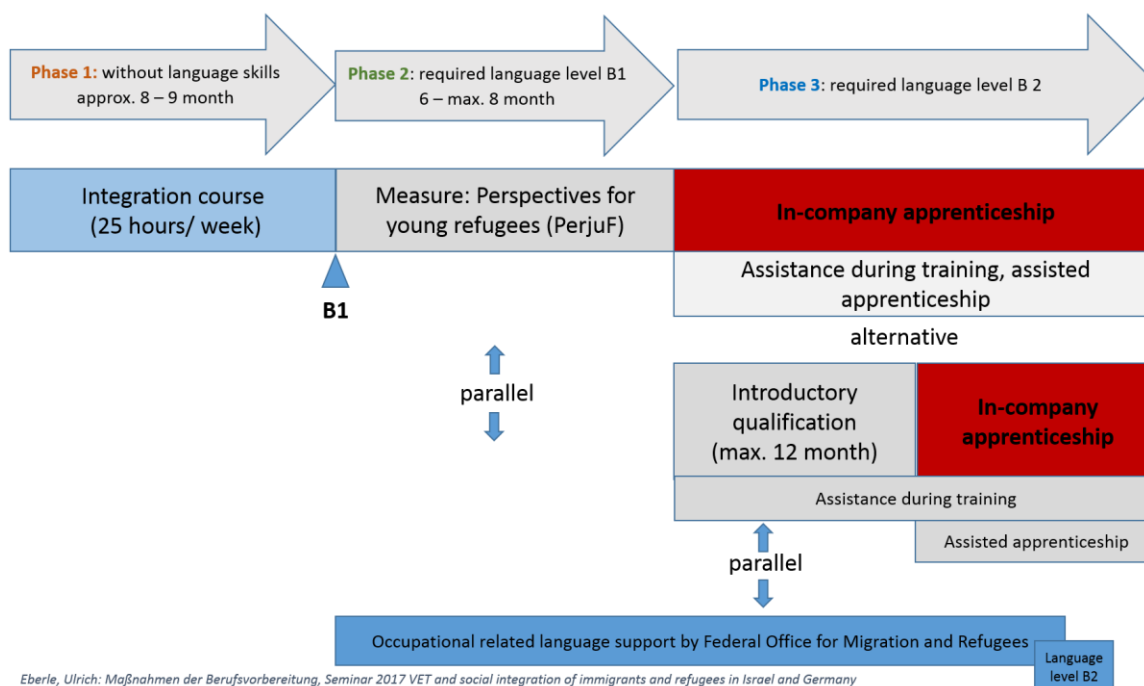 Phase 1: without language skills
approx. 8 – 9 month
Phase 2: required language level B1
6 – max. 8 month
Phase 3: required language level B 2
Integration course
(25 hours/ week)
Measure: Perspectives for
young refugees (PerjuF)
In-company apprenticeship
Assistance during training, assisted
apprenticeship
B1
alternative
parallel
Introductory
qualification
(max. 12 month)
In-company
apprenticeship
Assistance during training
Assisted apprenticeship
parallel
Occupational related language support by Federal Office for Migration and Refugees
Language
level B2
Eberle, Ulrich: Maßnahmen der Berufsvorbereitung, Seminar 2017 VET and social integration of immigrants and refugees in Israel and Germany